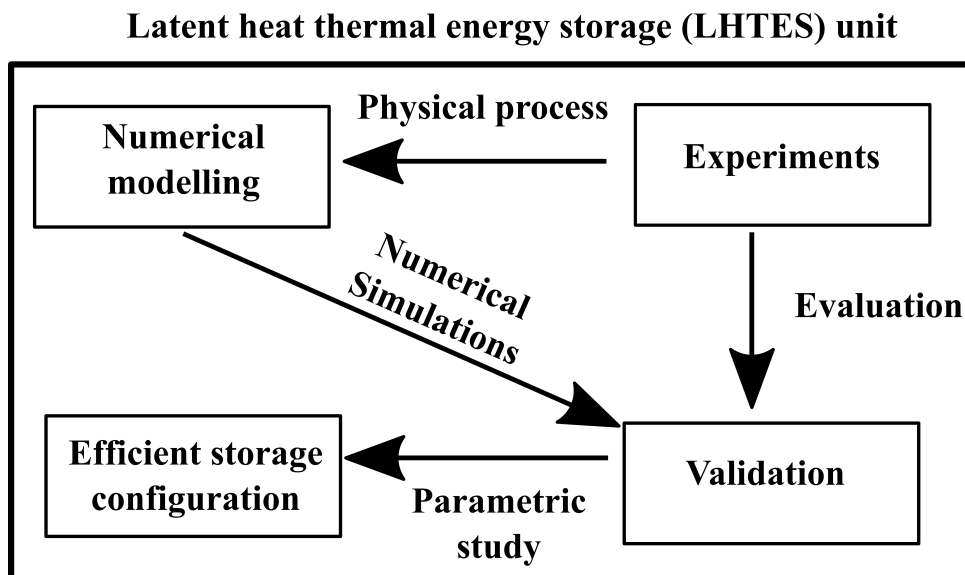 Latent heat thermal energy storage (LHTES) unit
Physical process
Numerical
modelling
Experiments
Numerical
Simulations
Evaluation
Efficient storage
configuration
Validation
Parametric
study